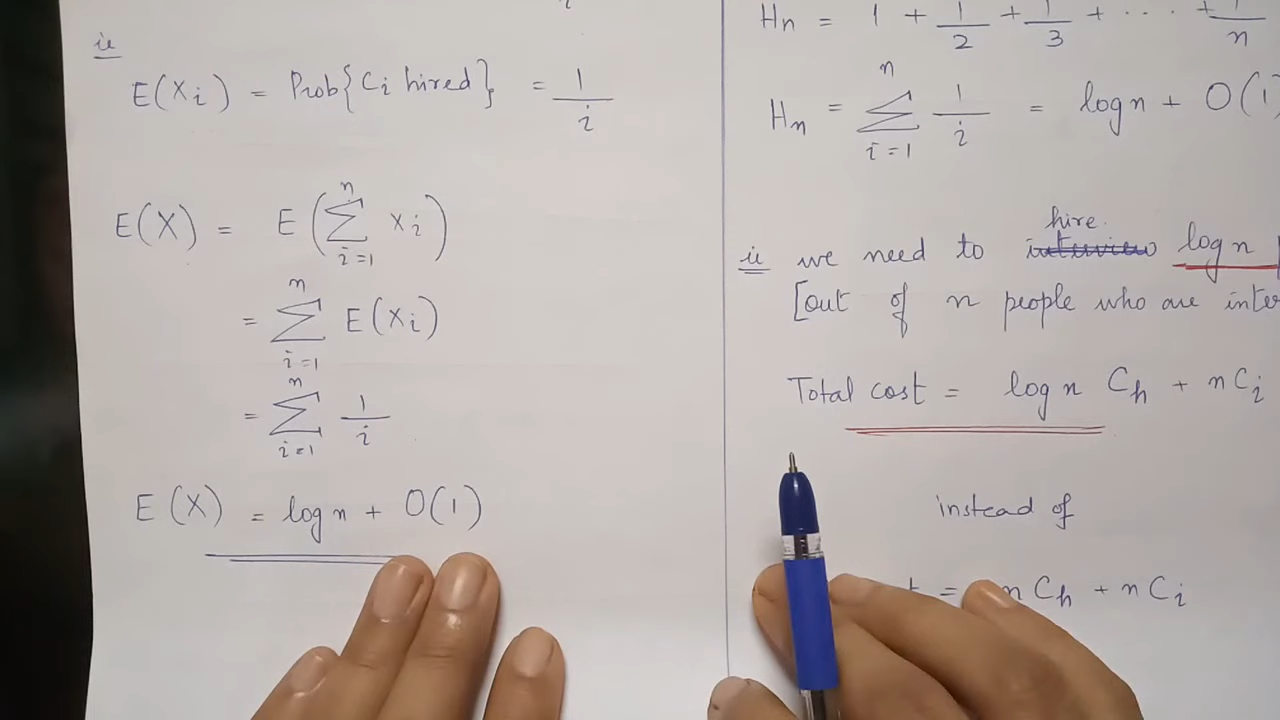 ie
E(Xi) = Prob{Ci hired} = 1/i
E(X) = E(∑_{i=1}^{n} Xi)
= ∑_{i=1}^{n} E(Xi)
= ∑_{i=1}^{n} 1/i
E(X) = log n + O(1)
Hn = 1 + 1/2 + 1/3 + ... + 1/n
Hn = ∑_{i=1}^{n} 1/i = log n + O(1
hire.
ie we need to interview log n
[out of n people who are inter
Total cost = log n Ch + n Ci
instead of
t = n Ch + n Ci